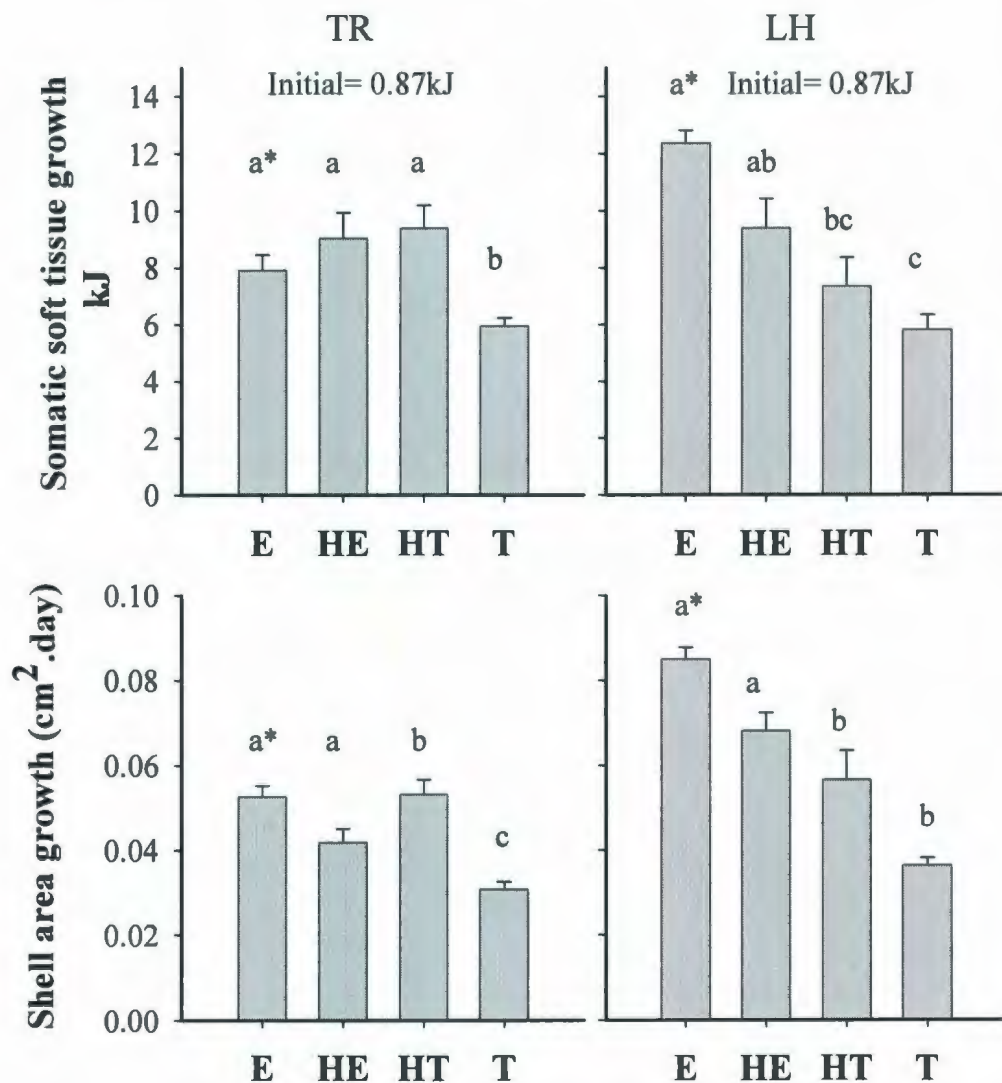 TR
LH
Somatic soft tissue growth
kJ
Initial= 0.87kJ
Initial= 0.87kJ
14
12
10
8
6
4
2
0
a*
a
a
b
a*
ab
bc
c
E HE HT T
E HE HT T
Shell area growth (cm² .day)
0.10
0.08
0.06
0.04
0.02
0.00
a*
a
b
c
a*
a
b
b
E HE HT T
E HE HT T